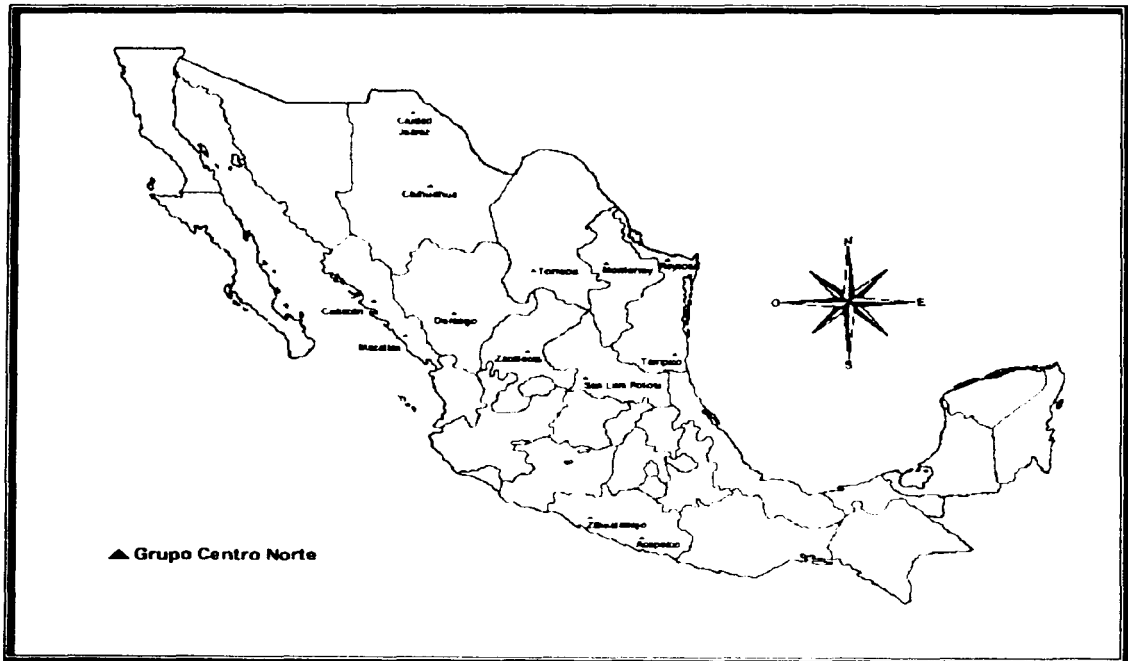 Ciudad
Juárez
Chihuahua
Torreón
Monterrey
Reynosa
Culiacán
Durango
Mazatlán
Zacatecas
Tampico
San Luis Potosí
Zihuatanejo
Acapulco
N
O
E
S
Grupo Centro Norte